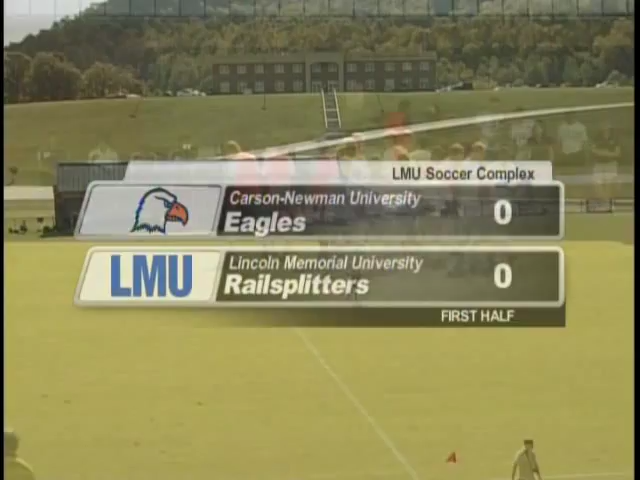 LMU Soccer Complex
Carson-Newman University
Eagles
0
LMU
Lincoln Memorial University
Railsplitters
0
FIRST HALF